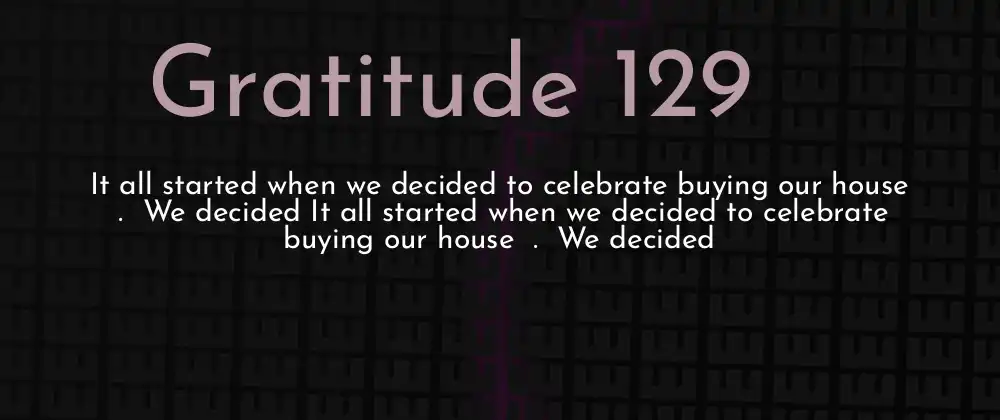 Gratitude 129
It all started when we decided to celebrate buying our house
. We decided It all started when we decided to celebrate
buying our house . We decided